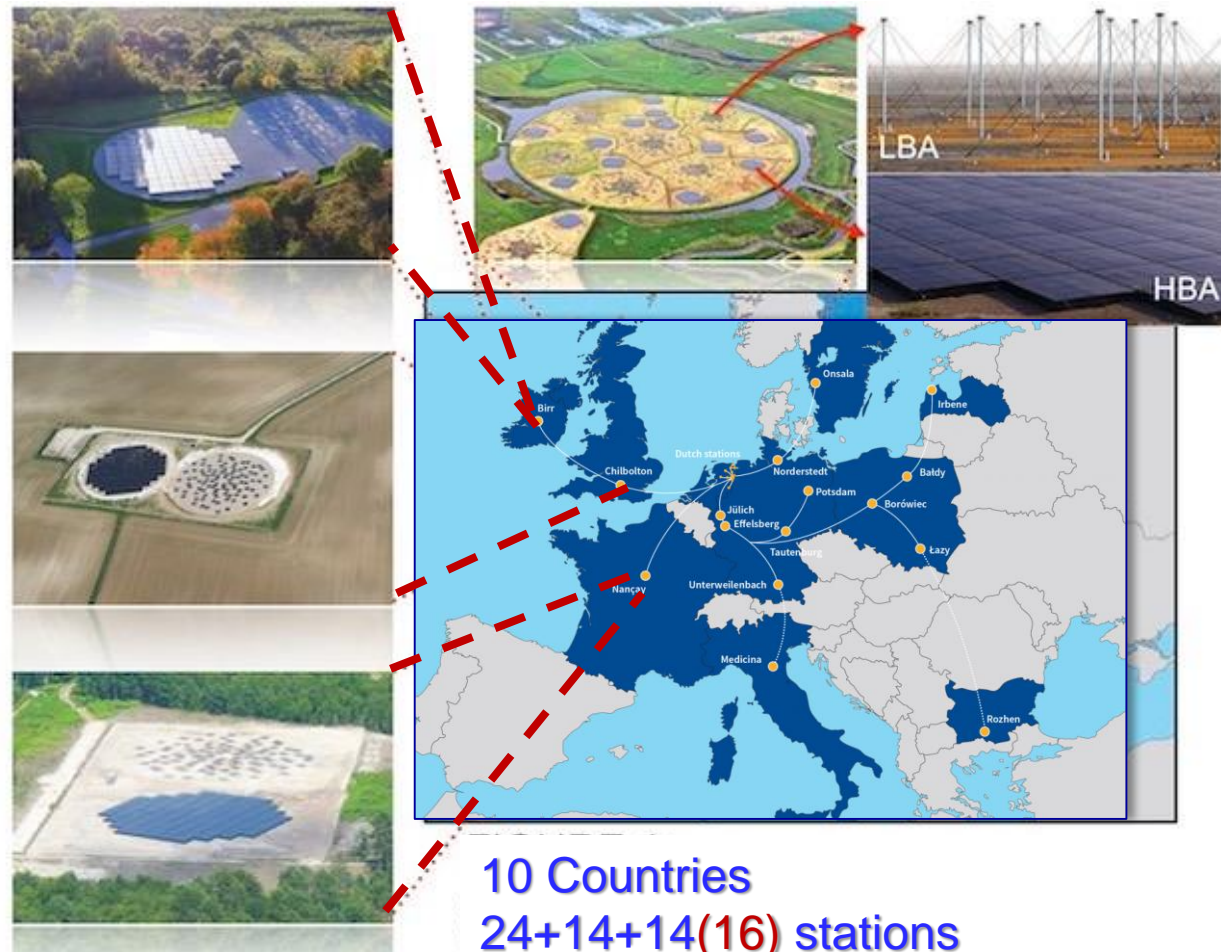 LBA
HBA
Onsala
Irbene
Birr
Dutch stations
Norderstedt
Chilbolton
Bałdy
Potsdam
Borówiec
Jülich
Effelsberg
Tautenburg
Łazy
Nançay
Unterweilenbach
Medicina
Rozhen
10 Countries
24+14+14(16) stations